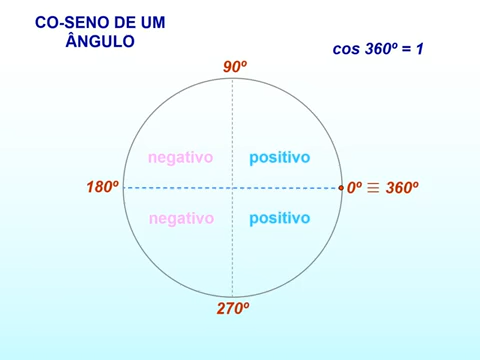 CO-SENO DE UM
ÂNGULO
cos 360º = 1
90º
negativo positivo
180º
0º ≡ 360º
negativo positivo
270º